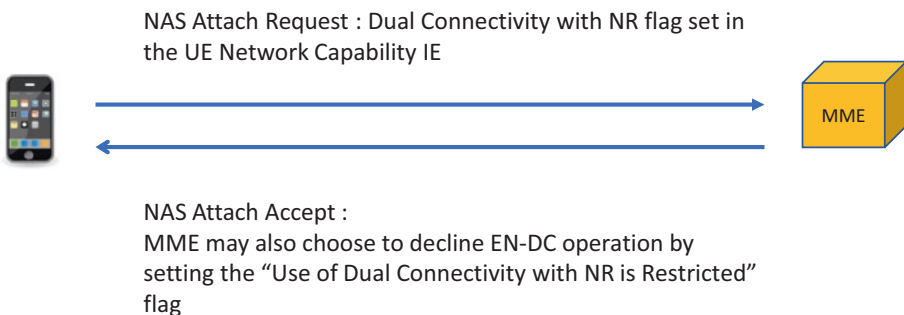 NAS Attach Request : Dual Connectivity with NR flag set in
the UE Network Capability IE
MME
NAS Attach Accept :
MME may also choose to decline EN-DC operation by
setting the “Use of Dual Connectivity with NR is Restricted”
flag